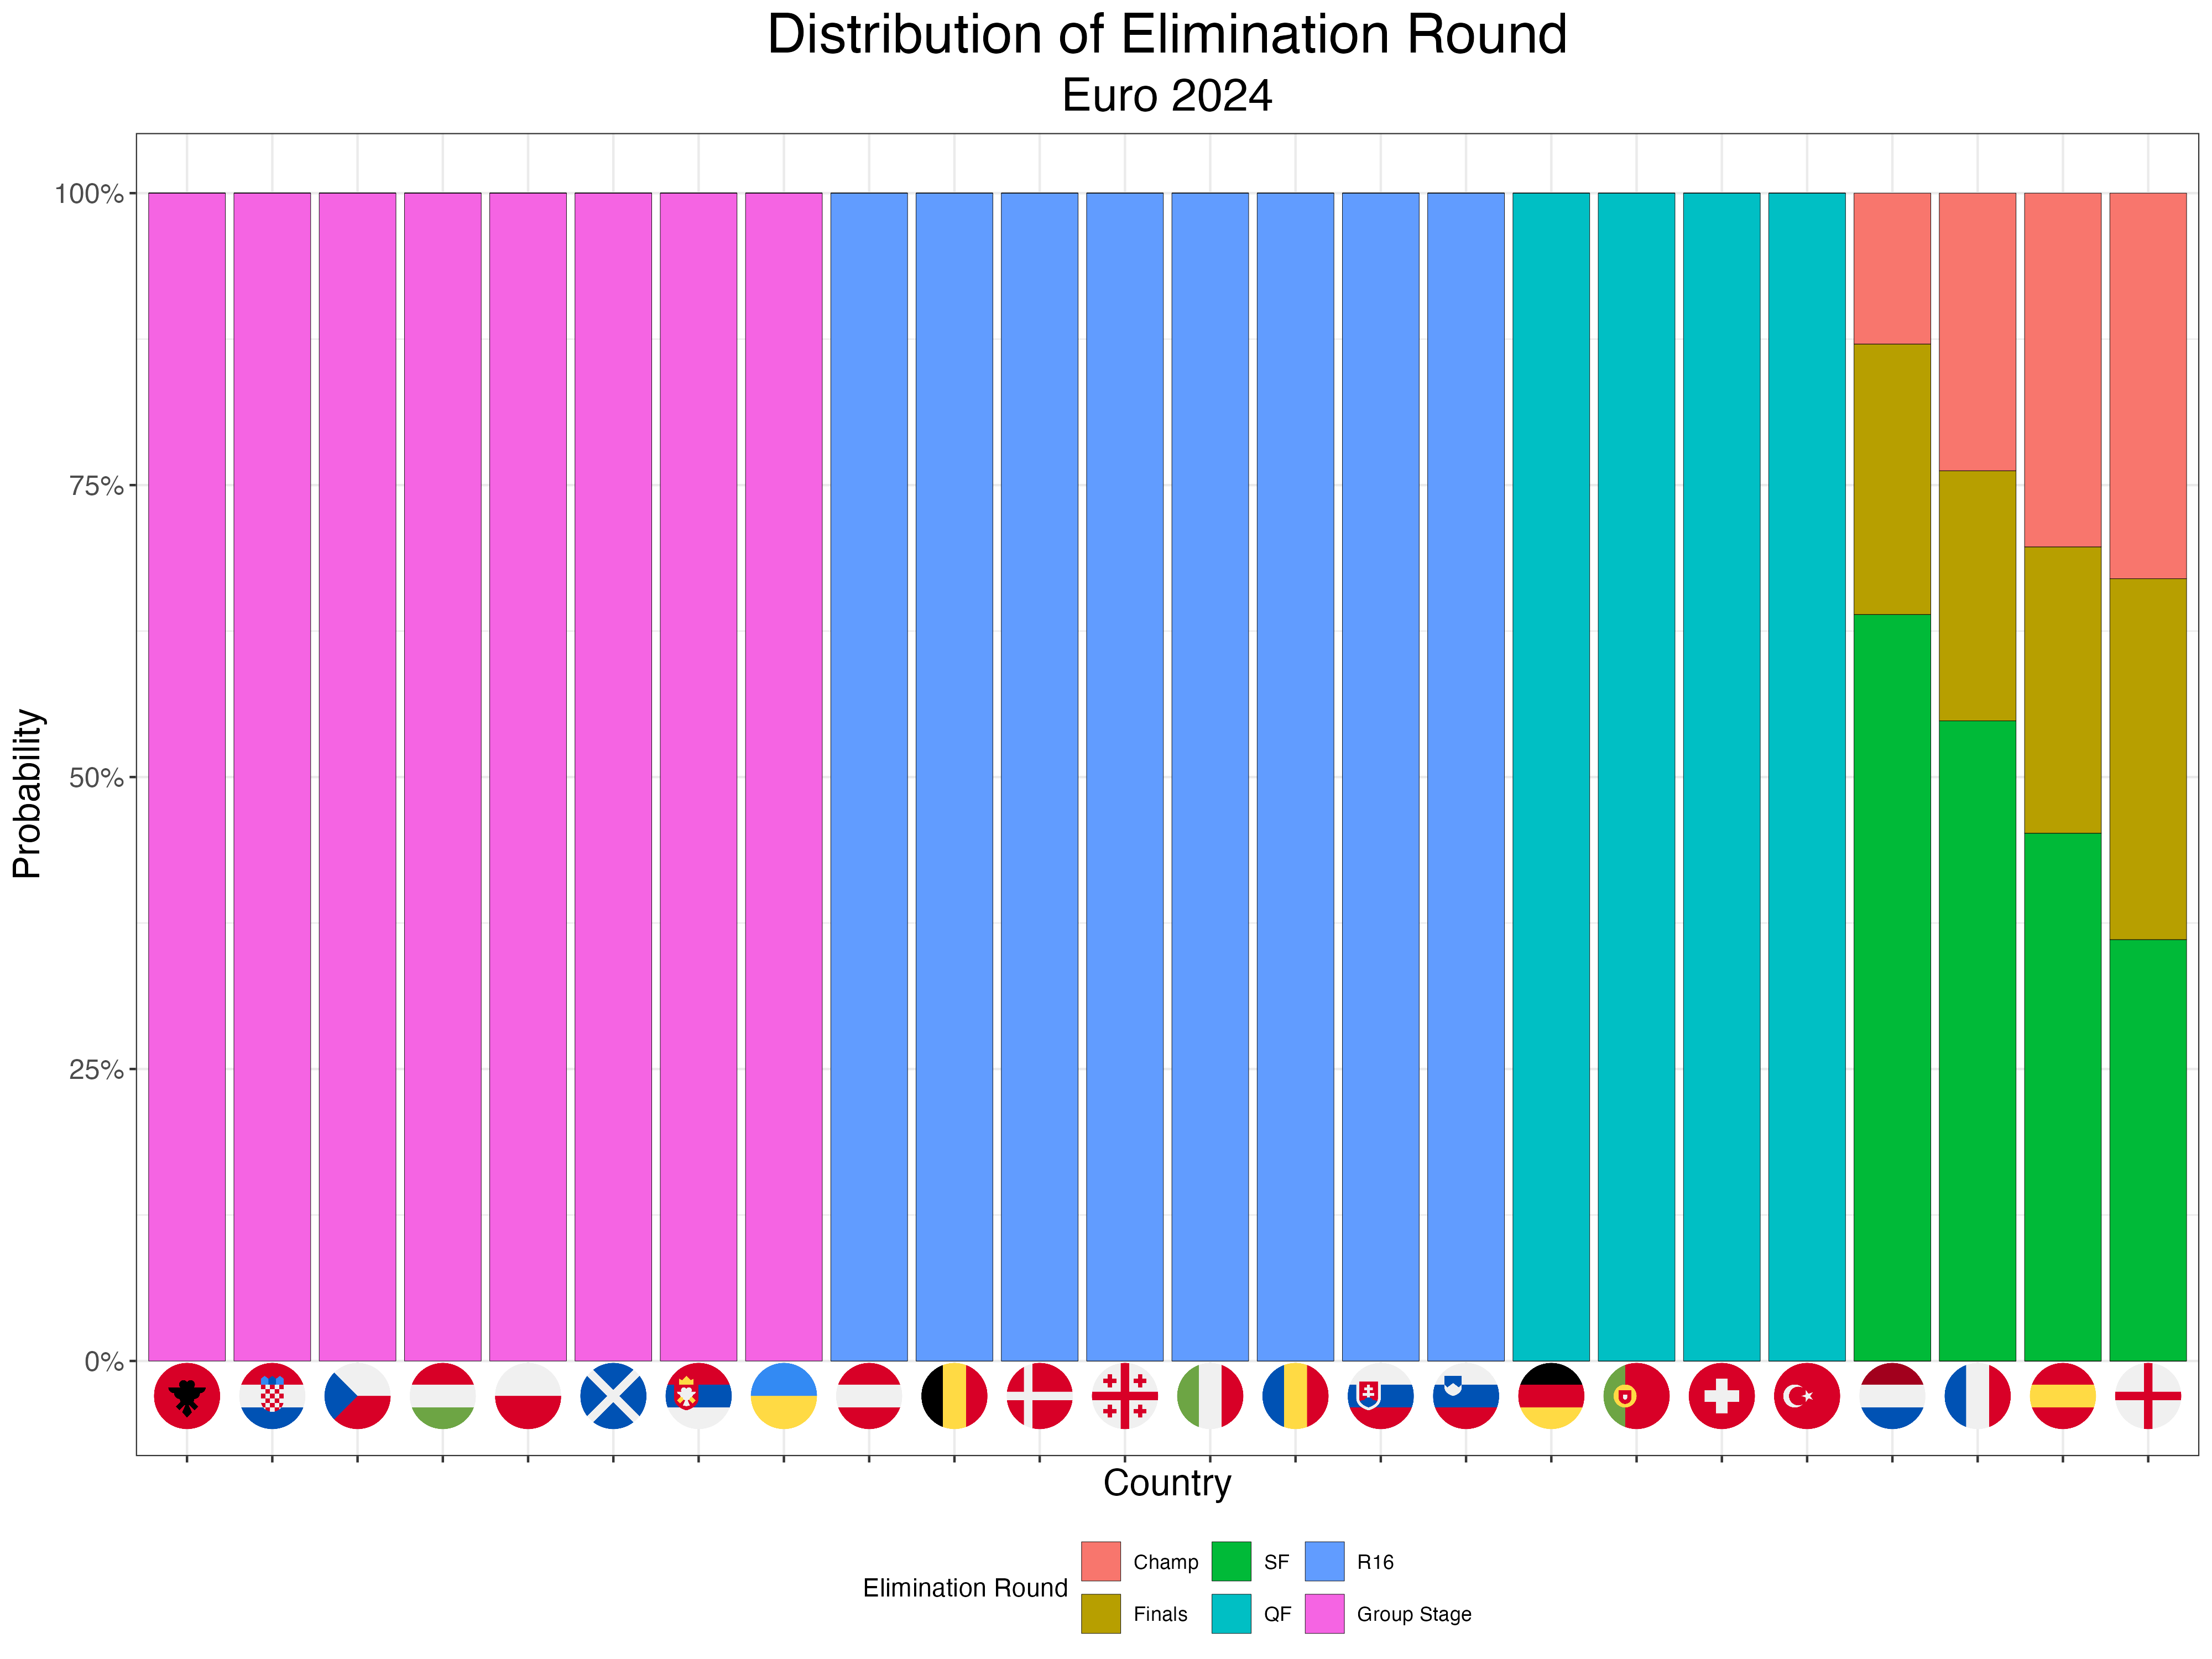 Distribution of Elimination Round
Euro 2024
Probability
100%
75%
50%
25%
0%
Country
Elimination Round
Champ
SF
R16
Finals
QF
Group Stage